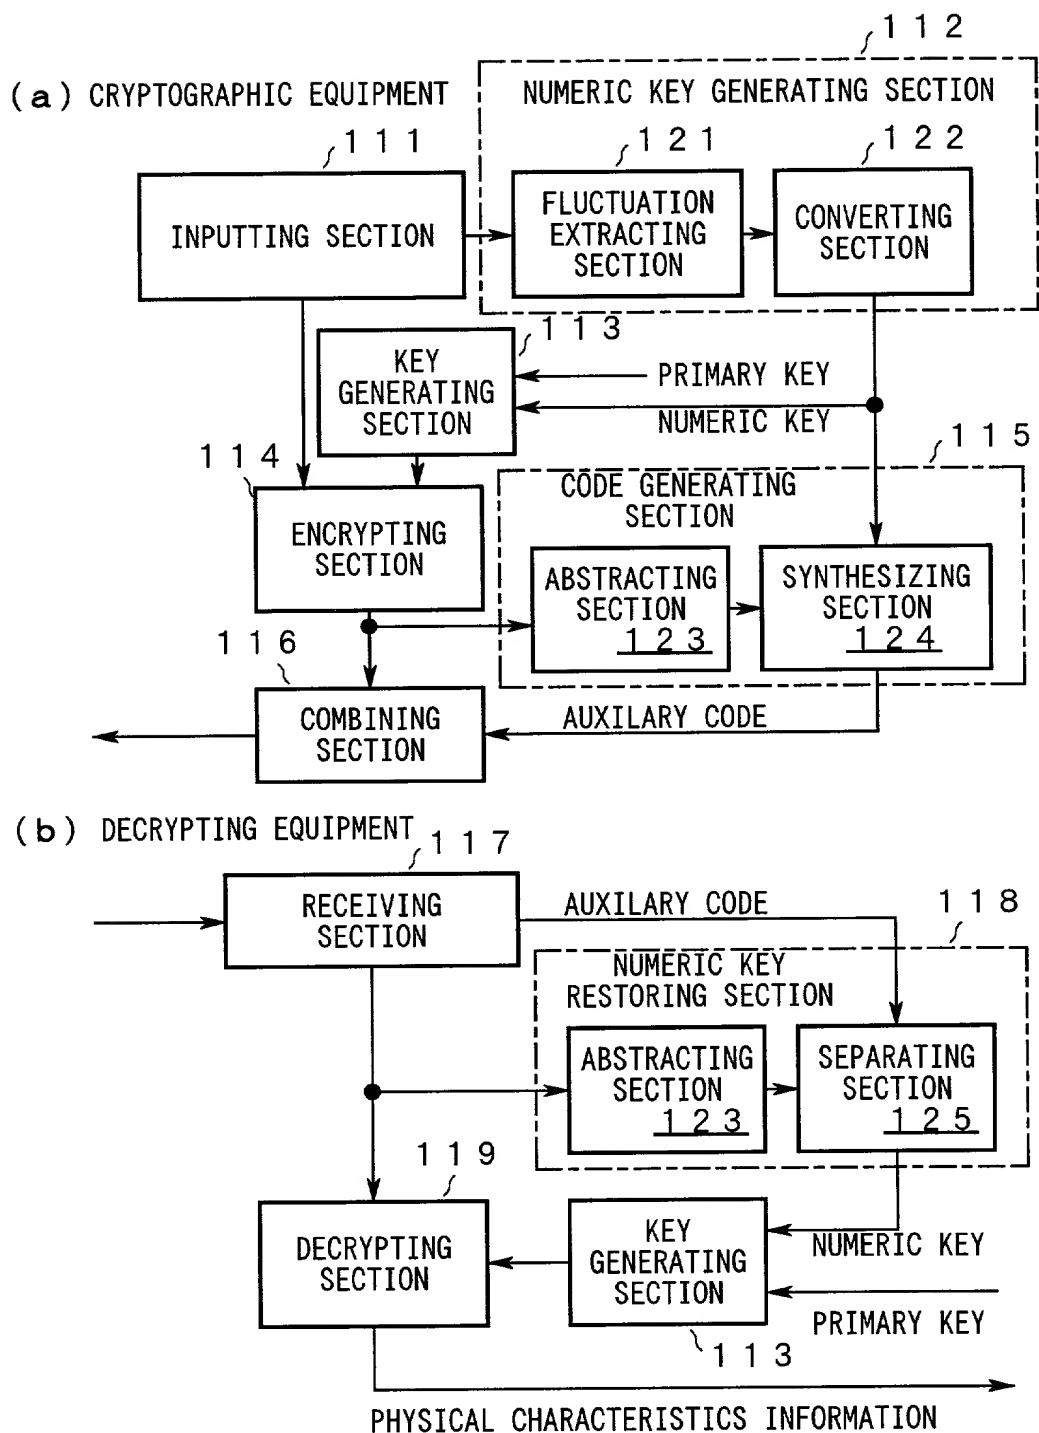 112
(a) CRYPTOGRAPHIC EQUIPMENT
NUMERIC KEY GENERATING SECTION
111
121
122
INPUTTING SECTION
FLUCTUATION
EXTRACTING
SECTION
CONVERTING
SECTION
113
KEY
GENERATING
SECTION
PRIMARY KEY
NUMERIC KEY
114
115
CODE GENERATING
SECTION
ENCRYPTING
SECTION
ABSTRACTING
SECTION
123
SYNTHESIZING
SECTION
124
116
COMBINING
SECTION
AUXILARY CODE
(b) DECRYPTING EQUIPMENT
117
RECEIVING
SECTION
AUXILARY CODE
118
NUMERIC KEY
RESTORING SECTION
ABSTRACTING
SECTION
123
SEPARATING
SECTION
125
119
DECRYPTING
SECTION
KEY
GENERATING
SECTION
NUMERIC KEY
PRIMARY KEY
113
PHYSICAL CHARACTERISTICS INFORMATION